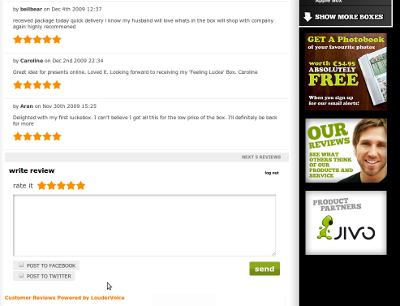 by bellbear on Dec 4th 2009 12:37
received package today quick delivery i know my husband will love whats in the box will shop with company
again highly recommened
by Caroline on Dec 2nd 2009 22:34
Great idea for presents online. Loved it. Looking forward to receiving my 'Feeling Lucke' Box. Caroline
by Aran on Nov 30th 2009 15:25
Delighted with my first luckebox. I can't believe I got all this for the low price of the box. I'll definitely be back
for more
NEXT 3 REVIEWS
write review
log out
rate it
POST TO FACEBOOK
POST TO TWITTER
send
Customer Reviews Powered by LouderVoice
Apple Box
SHOW MORE BOXES
GET A Photobook
of your favourite photos
worth £34.95
ABSOLUTELY
FREE
When you sign up
for our email alerts!
OUR
REVIEWS
SEE WHAT
OTHERS THINK
OF OUR
PRODUCTS AND
SERVICE
PRODUCT
PARTNERS
JIVO